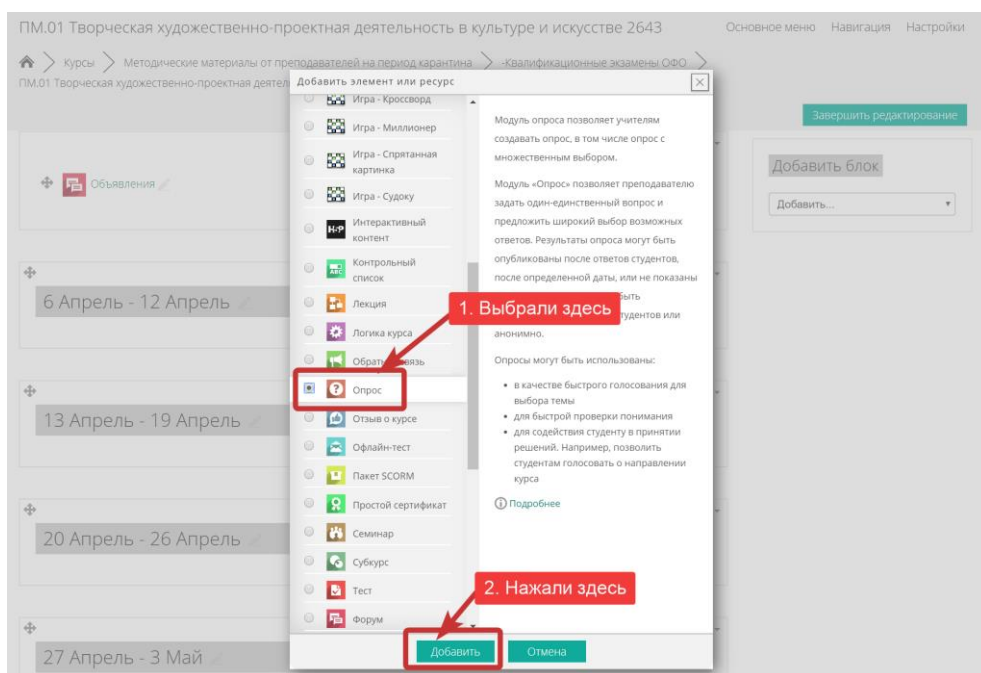 ПМ.01 Творческая художественно-проектная деятельность в культуре и искусстве 2643
Основное меню Навигация Настройки
Курсы Методические материалы от преподавателей на период карантина -Квалификационные экзамены ОФО
ПМ.01 Творческая художественно-проектная деятел
Завершить редактирование
Объявления
6 Апрель - 12 Апрель
13 Апрель - 19 Апрель
20 Апрель - 26 Апрель
27 Апрель - 3 Май
Добавить элемент или ресурс
Игра - Кроссворд
Игра - Миллионер
Игра - Спрятанная
картинка
Игра - Судоку
H-P
Интерактивный
контент
ABC
Контрольный
список
Лекция
Логика курса
Обратн вязь
Опрос
Отзыв о курсе
Офлайн-тест
Пакет SCORM
Простой сертификат
Семинар
Субкурс
Тест
Форум
Модуль опроса позволяет учителям
создавать опрос, в том числе опрос с
множественным выбором.
Модуль «Опрос» позволяет преподавателю
задать один-единственный вопрос и
предложить широкий выбор возможных
ответов. Результаты опроса могут быть
опубликованы после ответов студентов,
после определенной даты, или не показаны
быть
тудентов или
анонимно.
Опросы могут быть использованы:
• в качестве быстрого голосования для
выбора темы
• для быстрой проверки понимания
• для содействия студенту в принятии
решений. Например, позволить
студентам голосовать о направлении
курса
Подробнее
1. Выбрали здесь
2. Нажали здесь
Добавить
Отмена
Добавить блок
Добавить...